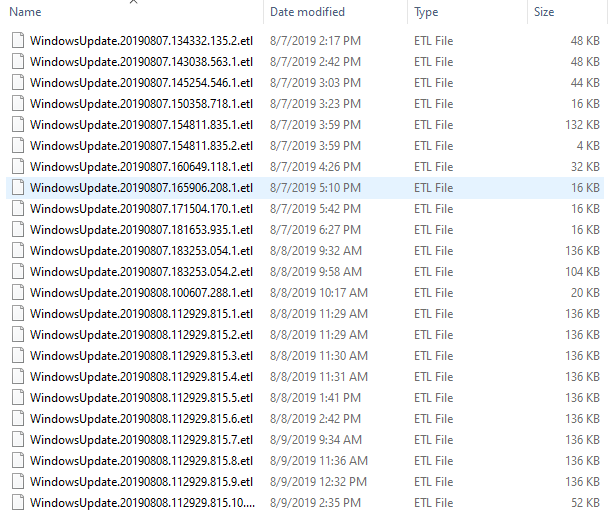 Name Date modified Type Size
WindowsUpdate.20190807.134332.135.2.etl 8/7/2019 2:17 PM ETL File 48 KB
WindowsUpdate.20190807.143038.563.1.etl 8/7/2019 2:42 PM ETL File 48 KB
WindowsUpdate.20190807.145254.546.1.etl 8/7/2019 3:03 PM ETL File 44 KB
WindowsUpdate.20190807.150358.718.1.etl 8/7/2019 3:23 PM ETL File 16 KB
WindowsUpdate.20190807.154811.835.1.etl 8/7/2019 3:59 PM ETL File 132 KB
WindowsUpdate.20190807.154811.835.2.etl 8/7/2019 3:59 PM ETL File 4 KB
WindowsUpdate.20190807.160649.118.1.etl 8/7/2019 4:26 PM ETL File 32 KB
WindowsUpdate.20190807.165906.208.1.etl 8/7/2019 5:10 PM ETL File 16 KB
WindowsUpdate.20190807.171504.170.1.etl 8/7/2019 5:42 PM ETL File 16 KB
WindowsUpdate.20190807.181653.935.1.etl 8/7/2019 6:27 PM ETL File 16 KB
WindowsUpdate.20190807.183253.054.1.etl 8/8/2019 9:32 AM ETL File 136 KB
WindowsUpdate.20190807.183253.054.2.etl 8/8/2019 9:58 AM ETL File 104 KB
WindowsUpdate.20190808.100607.288.1.etl 8/8/2019 10:17 AM ETL File 20 KB
WindowsUpdate.20190808.112929.815.1.etl 8/8/2019 11:29 AM ETL File 136 KB
WindowsUpdate.20190808.112929.815.2.etl 8/8/2019 11:29 AM ETL File 136 KB
WindowsUpdate.20190808.112929.815.3.etl 8/8/2019 11:30 AM ETL File 136 KB
WindowsUpdate.20190808.112929.815.4.etl 8/8/2019 11:31 AM ETL File 136 KB
WindowsUpdate.20190808.112929.815.5.etl 8/8/2019 1:41 PM ETL File 136 KB
WindowsUpdate.20190808.112929.815.6.etl 8/8/2019 2:42 PM ETL File 136 KB
WindowsUpdate.20190808.112929.815.7.etl 8/9/2019 9:34 AM ETL File 136 KB
WindowsUpdate.20190808.112929.815.8.etl 8/9/2019 11:36 AM ETL File 136 KB
WindowsUpdate.20190808.112929.815.9.etl 8/9/2019 12:32 PM ETL File 136 KB
WindowsUpdate.20190808.112929.815.10.... 8/9/2019 2:35 PM ETL File 52 KB